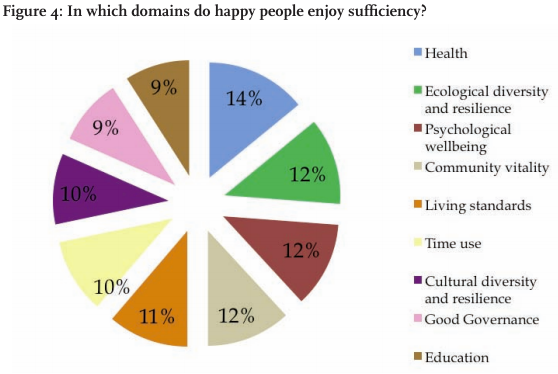 Figure 4: In which domains do happy people enjoy sufficiency?
14%
12%
12%
12%
11%
10%
10%
9%
9%
Health
Ecological diversity
and resilience
Psychological
wellbeing
Community vitality
Living standards
Time use
Cultural diversity
and resilience
Good Governance
Education